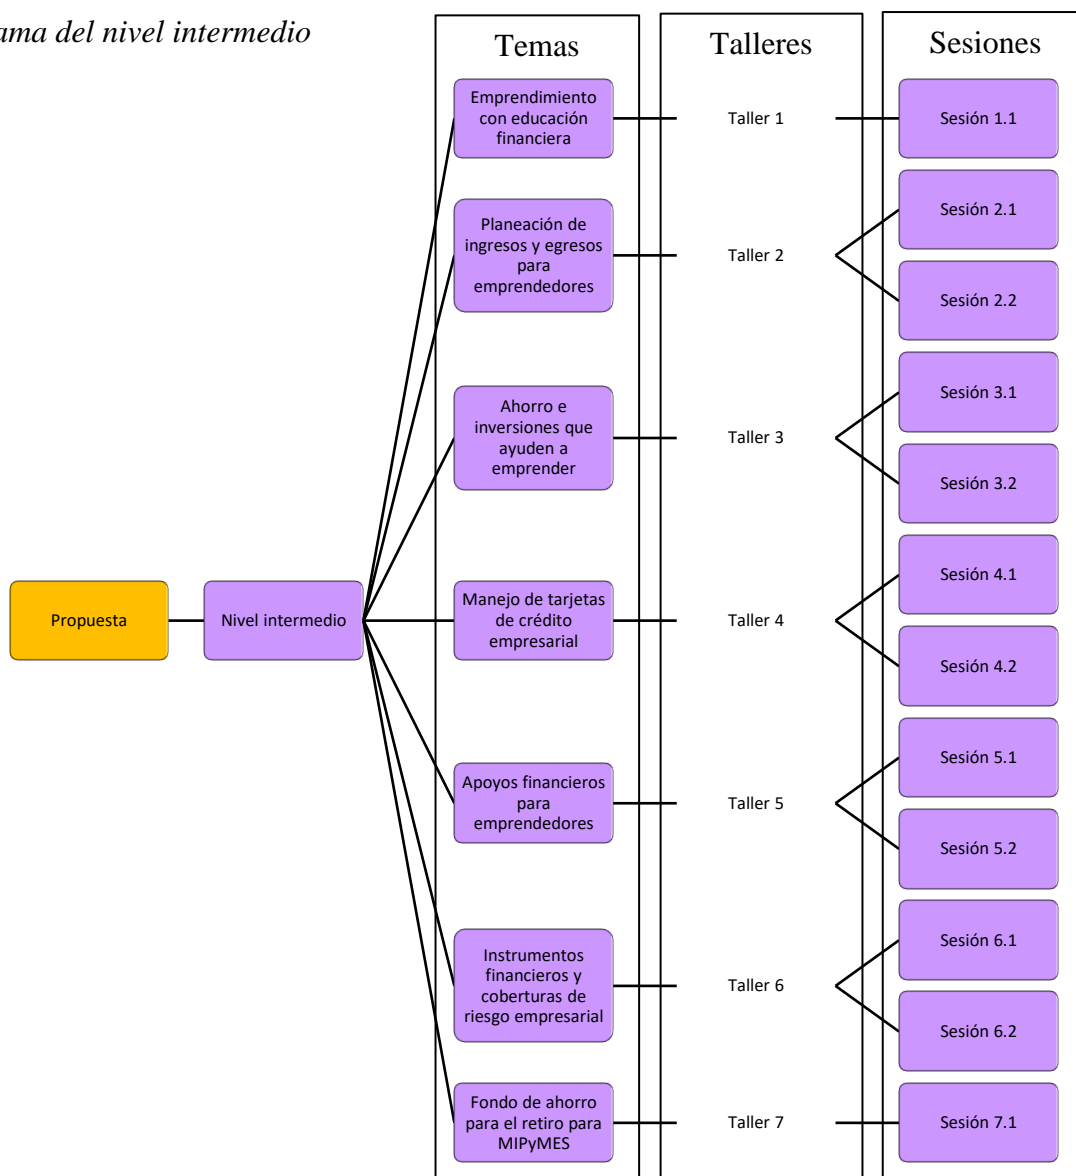 ama del nivel intermedio
Temas
Talleres
Sesiones
Emprendimiento
con educación
financiera
Taller 1
Sesión 1.1
Planeación de
ingresos y egresos
para
emprendedores
Taller 2
Sesión 2.1
Sesión 2.2
Ahorro e
inversiones que
ayuden a
emprender
Taller 3
Sesión 3.1
Sesión 3.2
Propuesta
Nivel intermedio
Manejo de tarjetas
de crédito
empresarial
Taller 4
Sesión 4.1
Sesión 4.2
Apoyos financieros
para
emprendedores
Taller 5
Sesión 5.1
Sesión 5.2
Instrumentos
financieros y
coberturas de
riesgo empresarial
Taller 6
Sesión 6.1
Sesión 6.2
Fondo de ahorro
para el retiro para
MIPyMES
Taller 7
Sesión 7.1